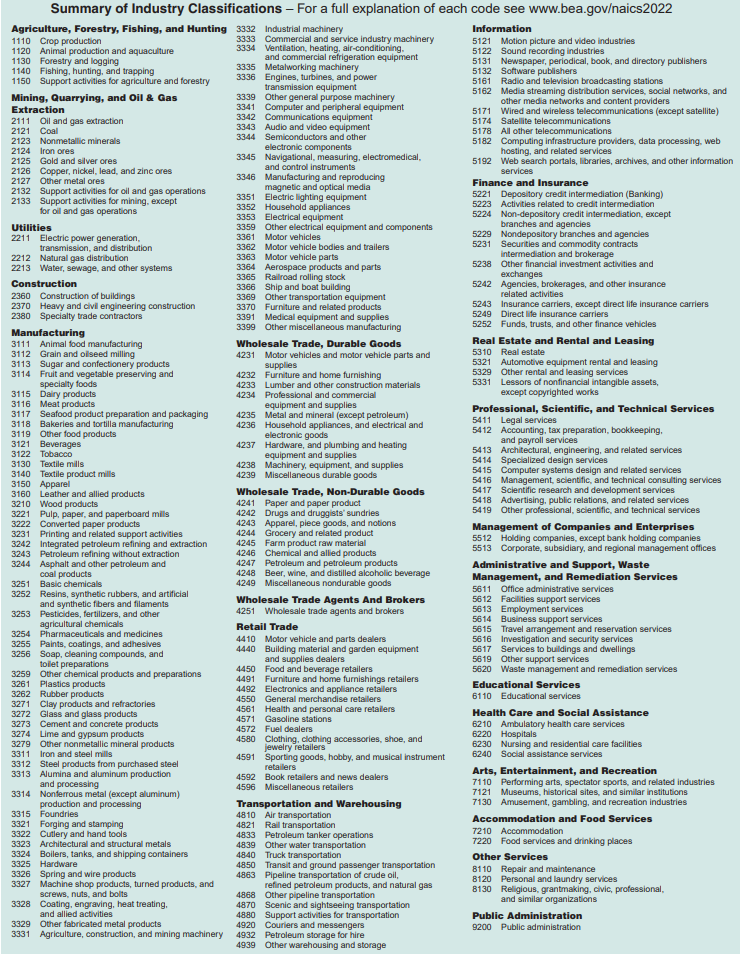 Summary of Industry Classifications – For a full explanation of each code see www.bea.gov/naics2022
Agriculture, Forestry, Fishing, and Hunting
1110 Crop production
1120 Animal production and aquaculture
1130 Forestry and logging
1140 Fishing, hunting, and trapping
1150 Support activities for agriculture and forestry
Mining, Quarrying, and Oil & Gas
Extraction
2111 Oil and gas extraction
2121 Coal
2123 Nonmetallic minerals
2124 Iron ores
2125 Gold and silver ores
2126 Copper, nickel, lead, and zinc ores
2127 Other metal ores
2132 Support activities for oil and gas operations
2133 Support activities for mining, except
for oil and gas operations
Utilities
2211 Electric power generation,
transmission, and distribution
2212 Natural gas distribution
2213 Water, sewage, and other systems
Construction
2360 Construction of buildings
2370 Heavy and civil engineering construction
2380 Specialty trade contractors
Manufacturing
3111 Animal food manufacturing
3112 Grain and oilseed milling
3113 Sugar and confectionery products
3114 Fruit and vegetable preserving and
specialty foods
3115 Dairy products
3116 Meat products
3117 Seafood product preparation and packaging
3118 Bakeries and tortilla manufacturing
3119 Other food products
3121 Beverages
3122 Tobacco
3130 Textile mills
3140 Textile product mills
3150 Apparel
3160 Leather and allied products
3210 Wood products
3221 Pulp, paper, and paperboard mills
3222 Converted paper products
3231 Printing and related support activities
3242 Integrated petroleum refining and extraction
3243 Petroleum refining without extraction
3244 Asphalt and other petroleum and
coal products
3251 Basic chemicals
3252 Resins, synthetic rubbers, and artificial
and synthetic fibers and filaments
3253 Pesticides, fertilizers, and other
agricultural chemicals
3254 Pharmaceuticals and medicines
3255 Paints, coatings, and adhesives
3256 Soap, cleaning compounds, and
toilet preparations
3259 Other chemical products and preparations
3261 Plastics products
3262 Rubber products
3271 Clay products and refractories
3272 Glass and glass products
3273 Cement and concrete products
3274 Lime and gypsum products
3279 Other nonmetallic mineral products
3311 Iron and steel mills
3312 Steel products from purchased steel
3313 Alumina and aluminum production
and processing
3314 Nonferrous metal (except aluminum)
production and processing
3315 Foundries
3321 Forging and stamping
3322 Cutlery and hand tools
3323 Architectural and structural metals
3324 Boilers, tanks, and shipping containers
3325 Hardware
3326 Spring and wire products
3327 Machine shop products, turned products, and
screws, nuts, and bolts
3328 Coating, engraving, heat treating,
and allied activities
3329 Other fabricated metal products
3331 Agriculture, construction, and mining machinery
3332 Industrial machinery
3333 Commercial and service industry machinery
3334 Ventilation, heating, air-conditioning,
and commercial refrigeration equipment
3335 Metalworking machinery
3336 Engines, turbines, and power
transmission equipment
3339 Other general purpose machinery
3341 Computer and peripheral equipment
3342 Communications equipment
3343 Audio and video equipment
3344 Semiconductors and other
electronic components
3345 Navigational, measuring, electromedical,
and control instruments
3346 Manufacturing and reproducing
magnetic and optical media
3351 Electric lighting equipment
3352 Household appliances
3353 Electrical equipment
3359 Other electrical equipment and components
3361 Motor vehicles
3362 Motor vehicle bodies and trailers
3363 Motor vehicle parts
3364 Aerospace products and parts
3365 Railroad rolling stock
3366 Ship and boat building
3369 Other transportation equipment
3370 Furniture and related products
3391 Medical equipment and supplies
3399 Other miscellaneous manufacturing
Wholesale Trade, Durable Goods
4231 Motor vehicles and motor vehicle parts and
supplies
4232 Furniture and home furnishing
4233 Lumber and other construction materials
4234 Professional and commercial
equipment and supplies
4235 Metal and mineral (except petroleum)
4236 Household appliances, and electrical and
electronic goods
4237 Hardware, and plumbing and heating
equipment and supplies
4238 Machinery, equipment, and supplies
4239 Miscellaneous durable goods
Wholesale Trade, Non-Durable Goods
4241 Paper and paper product
4242 Drugs and druggists' sundries
4243 Apparel, piece goods, and notions
4244 Grocery and related product
4245 Farm product raw material
4246 Chemical and allied products
4247 Petroleum and petroleum products
4248 Beer, wine, and distilled alcoholic beverage
4249 Miscellaneous nondurable goods
Wholesale Trade Agents And Brokers
4251 Wholesale trade agents and brokers
Retail Trade
4410 Motor vehicle and parts dealers
4440 Building material and garden equipment
and supplies dealers
4450 Food and beverage retailers
4491 Furniture and home furnishings retailers
4492 Electronics and appliance retailers
4550 General merchandise retailers
4561 Health and personal care retailers
4571 Gasoline stations
4572 Fuel dealers
4580 Clothing, clothing accessories, shoe, and
jewelry retailers
4591 Sporting goods, hobby, and musical instrument
retailers
4592 Book retailers and news dealers
4596 Miscellaneous retailers
Transportation and Warehousing
4810 Air transportation
4821 Rail transportation
4833 Petroleum tanker operations
4839 Other water transportation
4840 Truck transportation
4850 Transit and ground passenger transportation
4863 Pipeline transportation of crude oil,
refined petroleum products, and natural gas
4868 Other pipeline transportation
4870 Scenic and sightseeing transportation
4880 Support activities for transportation
4920 Couriers and messengers
4932 Petroleum storage for hire
4939 Other warehousing and storage
Information
5121 Motion picture and video industries
5122 Sound recording industries
5131 Newspaper, periodical, book, and directory publishers
5132 Software publishers
5161 Radio and television broadcasting stations
5162 Media streaming distribution services, social networks, and
other media networks and content providers
5171 Wired and wireless telecommunications (except satellite)
5174 Satellite telecommunications
5178 All other telecommunications
5182 Computing infrastructure providers, data processing, web
hosting, and related services
5192 Web search portals, libraries, archives, and other information
services
Finance and Insurance
5221 Depository credit intermediation (Banking)
5223 Activities related to credit intermediation
5224 Non-depository credit intermediation, except
branches and agencies
5229 Nondepository branches and agencies
5231 Securities and commodity contracts
intermediation and brokerage
5238 Other financial investment activities and
exchanges
5242 Agencies, brokerages, and other insurance
related activities
5243 Insurance carriers, except direct life insurance carriers
5249 Direct life insurance carriers
5252 Funds, trusts, and other finance vehicles
Real Estate and Rental and Leasing
5310 Real estate
5321 Automotive equipment rental and leasing
5329 Other rental and leasing services
5331 Lessors of nonfinancial intangible assets,
except copyrighted works
Professional, Scientific, and Technical Services
5411 Legal services
5412 Accounting, tax preparation, bookkeeping,
and payroll services
5413 Architectural, engineering, and related services
5414 Specialized design services
5415 Computer systems design and related services
5416 Management, scientific, and technical consulting services
5417 Scientific research and development services
5418 Advertising, public relations, and related services
5419 Other professional, scientific, and technical services
Management of Companies and Enterprises
5512 Holding companies, except bank holding companies
5513 Corporate, subsidiary, and regional management offices
Administrative and Support, Waste
Management, and Remediation Services
5611 Office administrative services
5612 Facilities support services
5613 Employment services
5614 Business support services
5615 Travel arrangement and reservation services
5616 Investigation and security services
5617 Services to buildings and dwellings
5619 Other support services
5620 Waste management and remediation services
Educational Services
6110 Educational services
Health Care and Social Assistance
6210 Ambulatory health care services
6220 Hospitals
6230 Nursing and residential care facilities
6240 Social assistance services
Arts, Entertainment, and Recreation
7110 Performing arts, spectator sports, and related industries
7121 Museums, historical sites, and similar institutions
7130 Amusement, gambling, and recreation industries
Accommodation and Food Services
7210 Accommodation
7220 Food services and drinking places
Other Services
8110 Repair and maintenance
8120 Personal and laundry services
8130 Religious, grantmaking, civic, professional,
and similar organizations
Public Administration
9200 Public administration